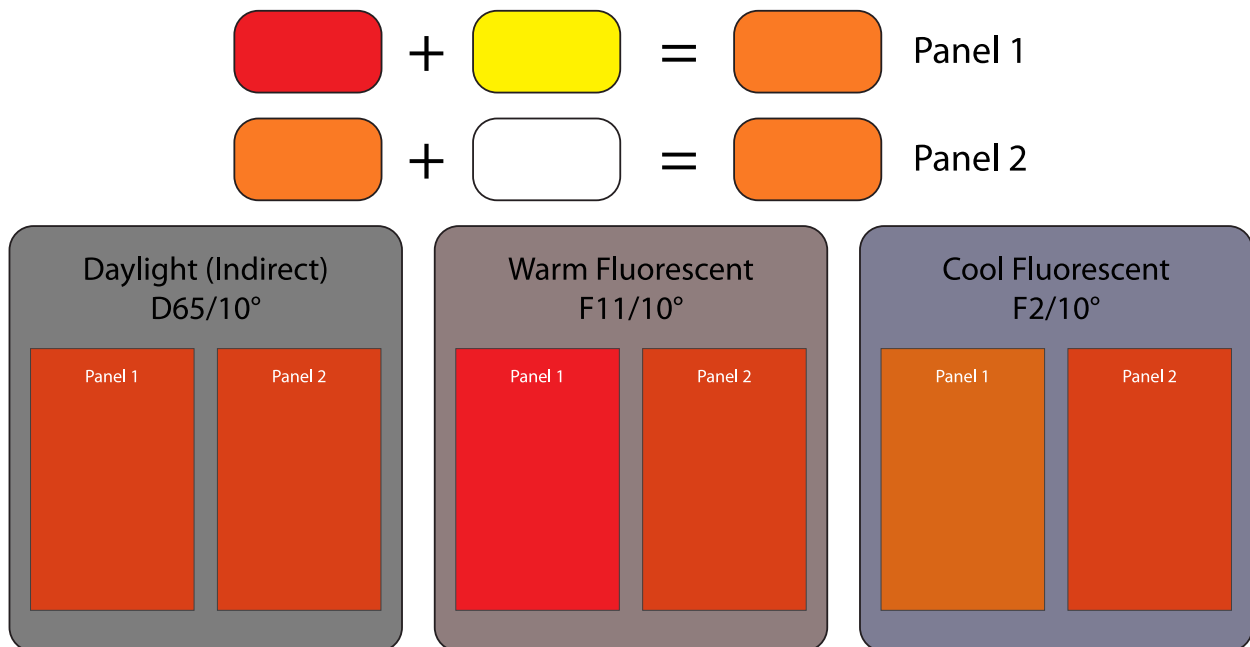 + = Panel 1
+ = Panel 2
Daylight (Indirect)
D65/10°
Panel 1
Panel 2
Warm Fluorescent
F11/10°
Panel 1
Panel 2
Cool Fluorescent
F2/10°
Panel 1
Panel 2